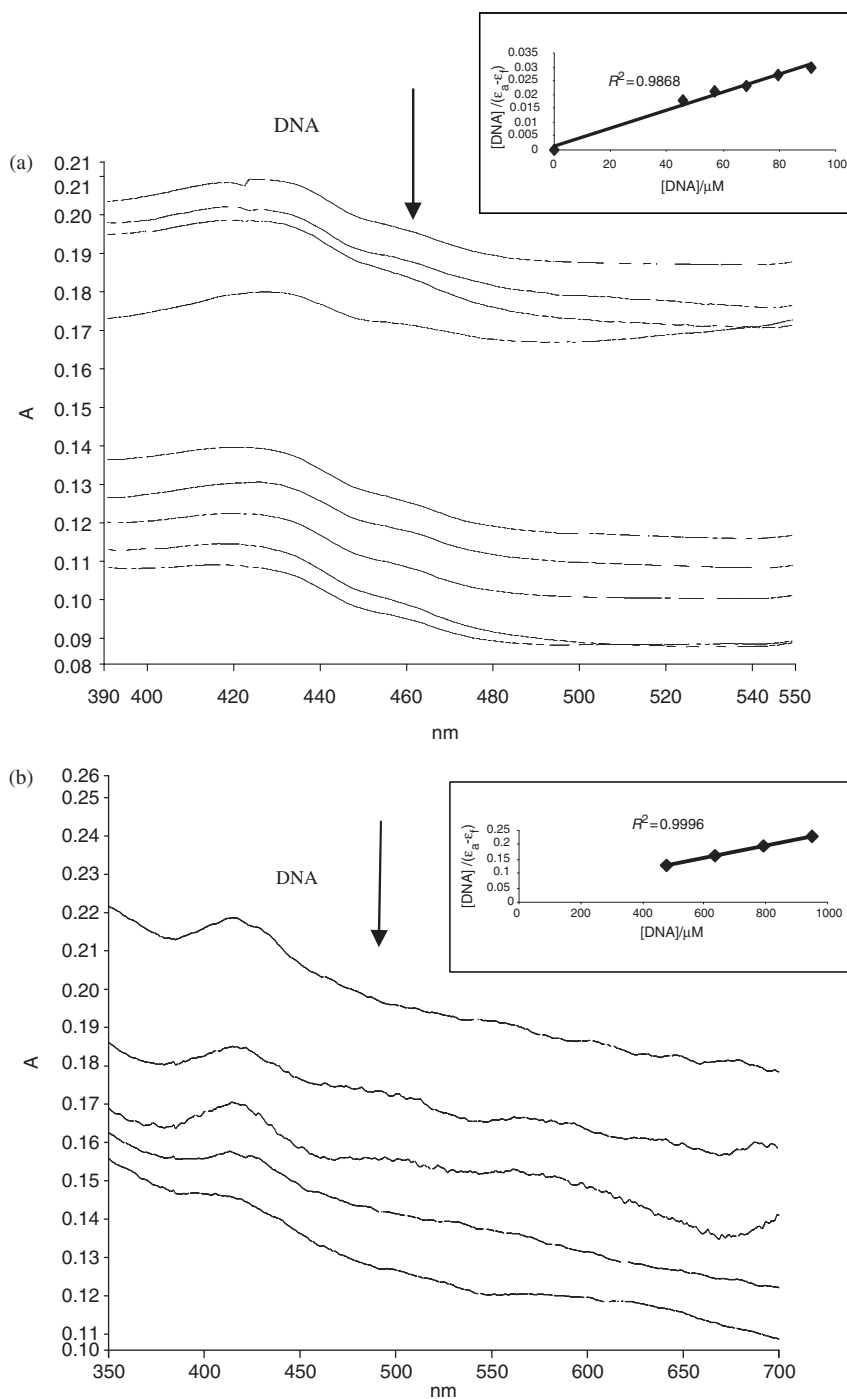 (a)
DNA
A
0.21
0.21
0.20
0.19
0.18
0.17
0.16
0.15
0.14
0.13
0.12
0.11
0.10
0.09
0.08
390 400 420 440 460 480 500 520 540 550
nm
[DNA] /(εa-εf)
0.035
0.030
0.025
0.02
0.015
0.01
0.005
0
R²=0.9868
0 20 40 60 80 100
[DNA]/μM
(b)
DNA
A
0.26
0.25
0.24
0.23
0.22
0.21
0.20
0.19
0.18
0.17
0.16
0.15
0.14
0.13
0.12
0.11
0.10
350 400 450 500 550 600 650 700
nm
[DNA] /(εa-εf)
0.25
0.2
0.15
0.1
0.05
0
R²=0.9996
0 200 400 600 800 1000
[DNA]/μM